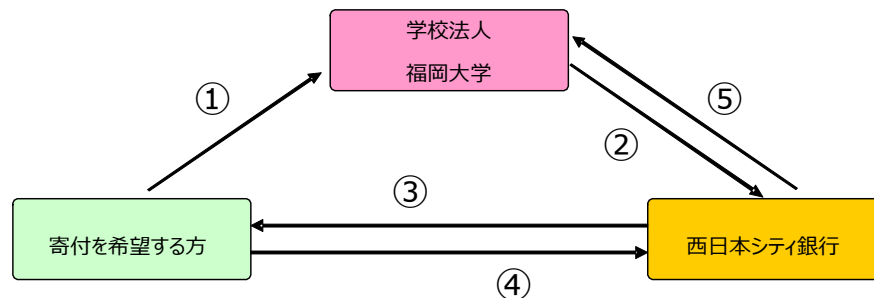 学校法人
福岡大学
①
⑤
②
③
寄付を希望する方
西日本シティ銀行
④